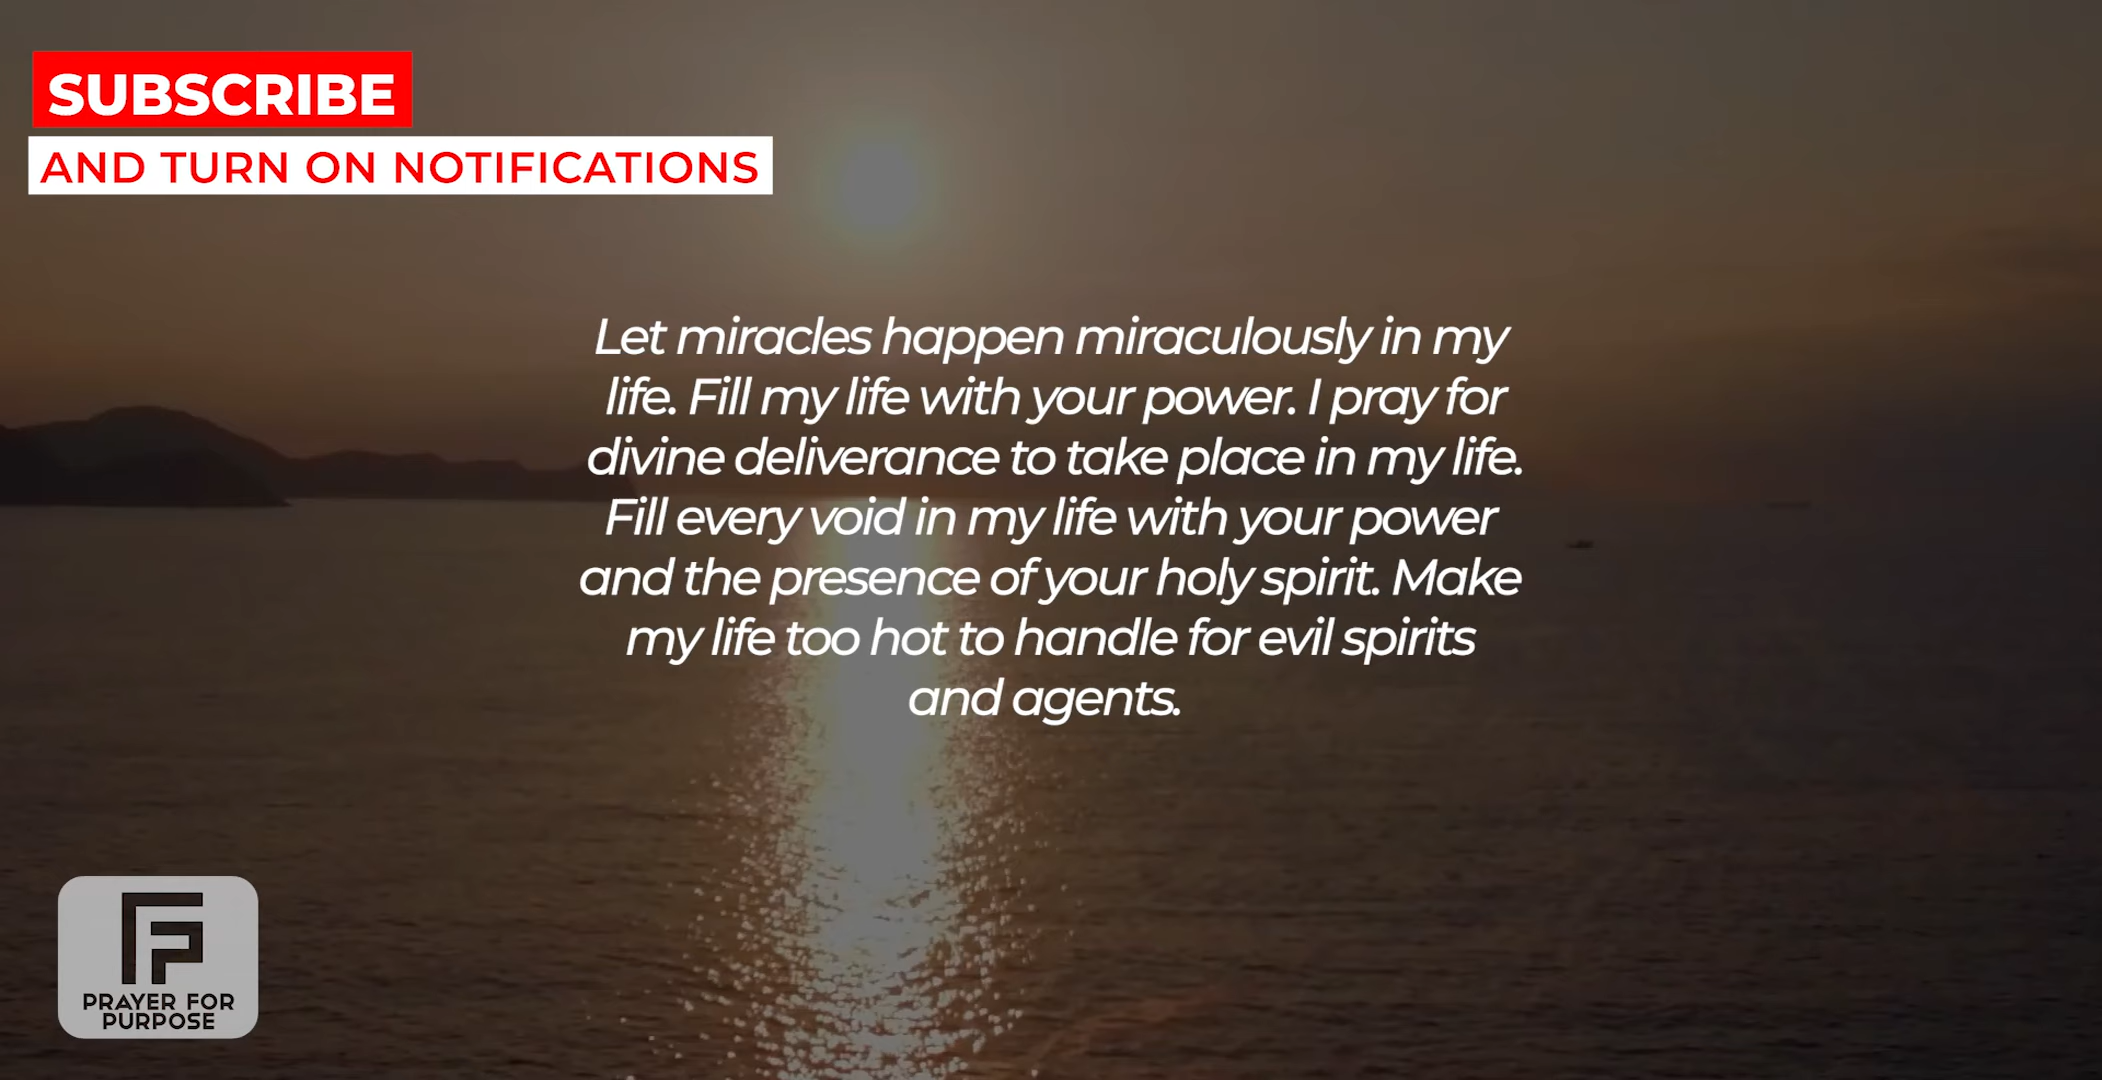 SUBSCRIBE
AND TURN ON NOTIFICATIONS
Let miracles happen miraculously in my
life. Fill my life with your power. I pray for
divine deliverance to take place in my life.
Fill every void in my life with your power
and the presence of your holy spirit. Make
my life too hot to handle for evil spirits
and agents.
PRAYER FOR
PURPOSE